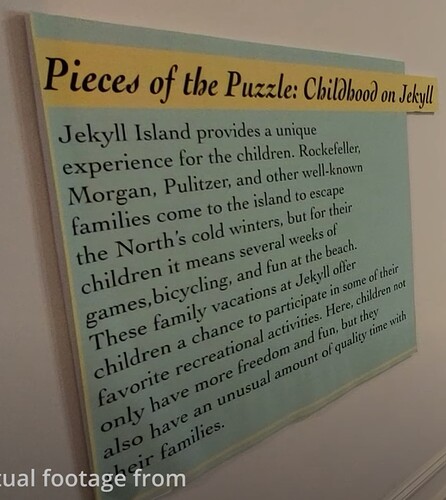 Pieces of the Puzzle: Childhood on Jekyll
Jekyll Island provides a unique
experience for the children. Rockefeller,
Morgan, Pulitzer, and other well-known
families come to the island to escape
the North's cold winters, but for their
children it means several weeks of
games,bicycling, and fun at the beach.
These family vacations at Jekyll offer
children a chance to participate in some of their
favorite recreational activities. Here, children not
only have more freedom and fun, but they
also have an unusual amount of quality time with
their families.
tual footage from